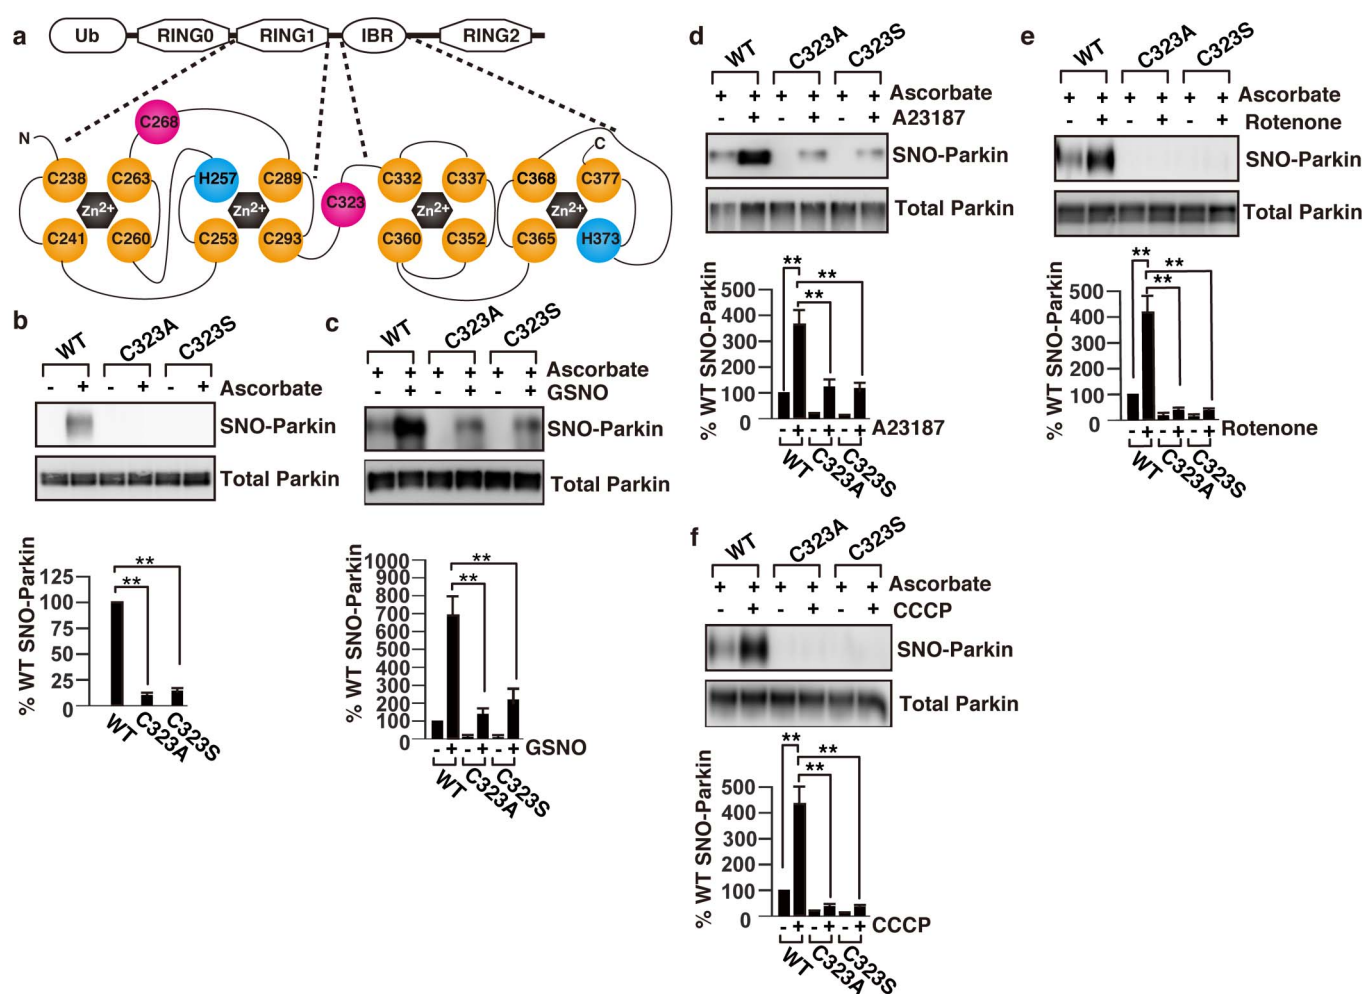 a
Ub RING0 RING1 IBR RING2
C268
N
C
C238 C263 H257 C289 C332 C337 C368 C377
Zn2+ Zn2+ C323 Zn2+ Zn2+
C241 C260 C253 C293 C360 C352 C365 H373
b
WT C323A C323S
- + - + - + Ascorbate
SNO-Parkin
Total Parkin
% WT SNO-Parkin
125
100
75
50
25
0
WT C323A C323S
c
WT C323A C323S
+ + + + + + Ascorbate
- + - + - + GSNO
SNO-Parkin
Total Parkin
% WT SNO-Parkin
1000
900
800
700
600
500
400
300
200
100
0
** **
** **
- + - + - + GSNO
WT C323A C323S
d
WT C323A C323S
+ + + + + + Ascorbate
- + - + - + A23187
SNO-Parkin
Total Parkin
% WT SNO-Parkin
** **
**
500
400
300
200
100
0
- + - + - + A23187
WT C323A C323S
e
WT C323A C323S
+ + + + + + Ascorbate
- + - + - + Rotenone
SNO-Parkin
Total Parkin
% WT SNO-Parkin
** **
**
500
400
300
200
100
0
- + - + - + Rotenone
WT C323A C323S
f
WT C323A C323S
+ + + + + + Ascorbate
- + - + - + CCCP
SNO-Parkin
Total Parkin
% WT SNO-Parkin
** **
**
500
400
300
200
100
0
- + - + - + CCCP
WT C323A C323S